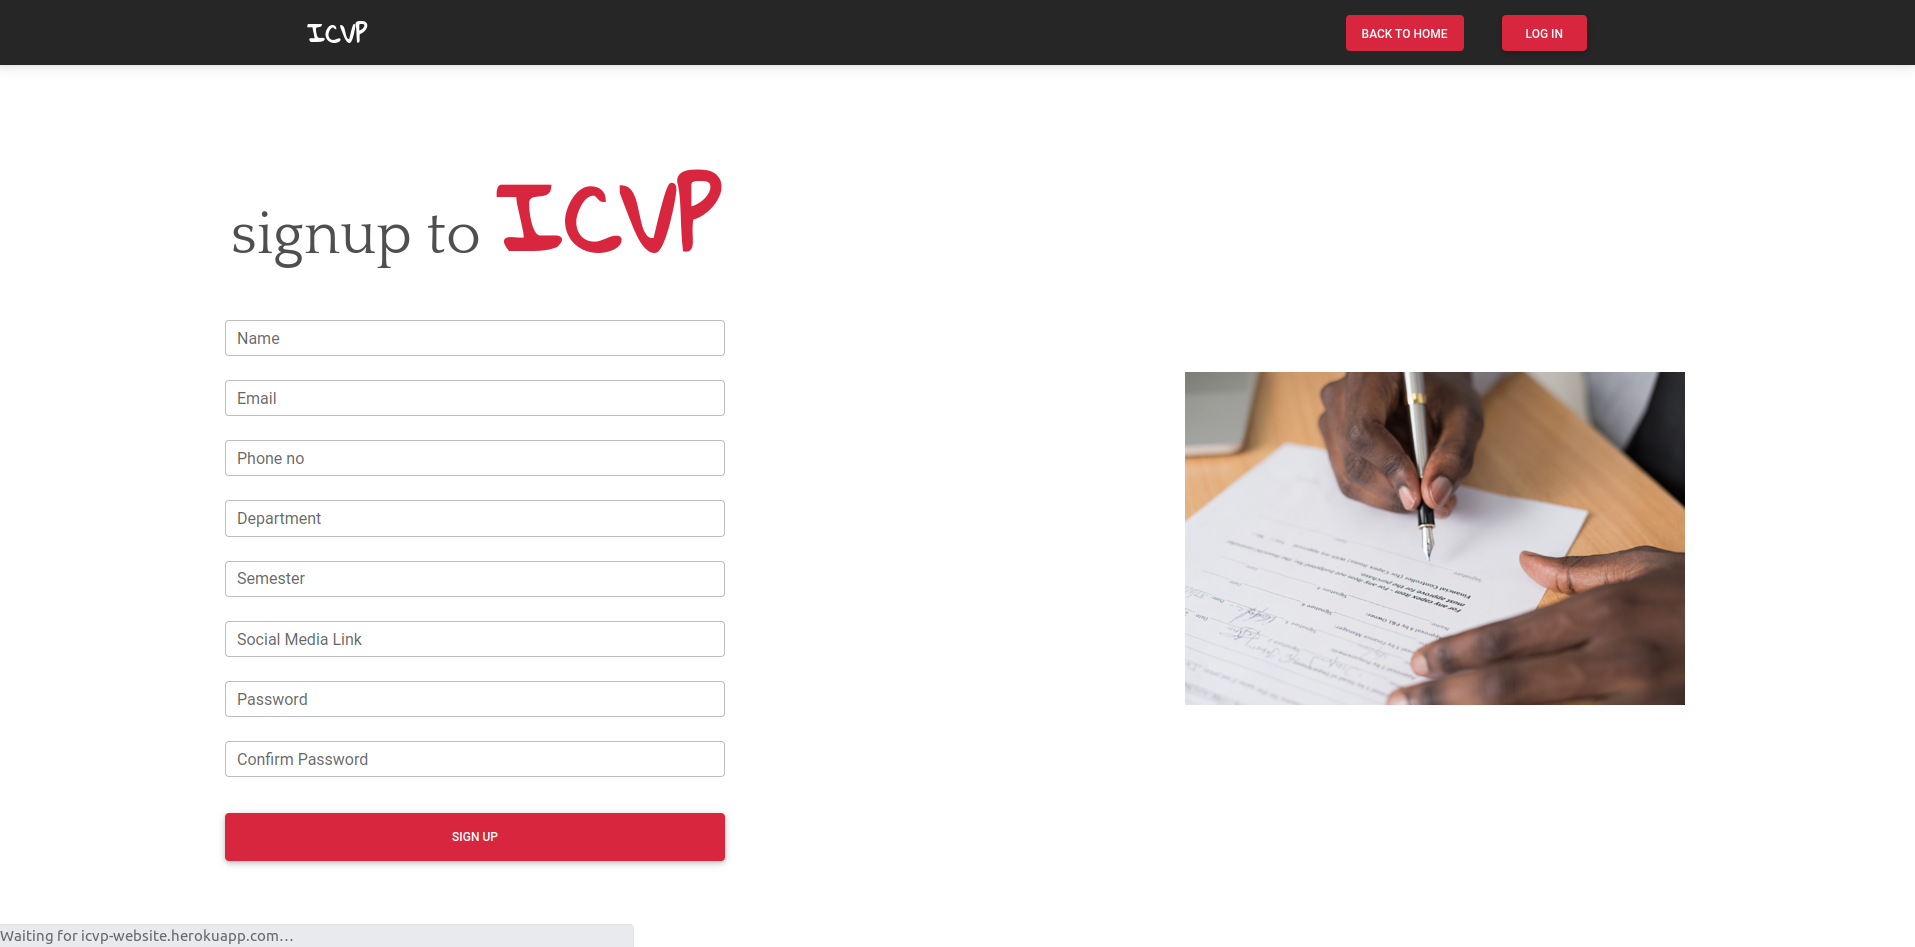 ICVP
BACK TO HOME
LOG IN
signup to ICVP
Name
Email
Phone no
Department
Semester
Social Media Link
Password
Confirm Password
SIGN UP
Waiting for icvp-website.herokuapp.com...